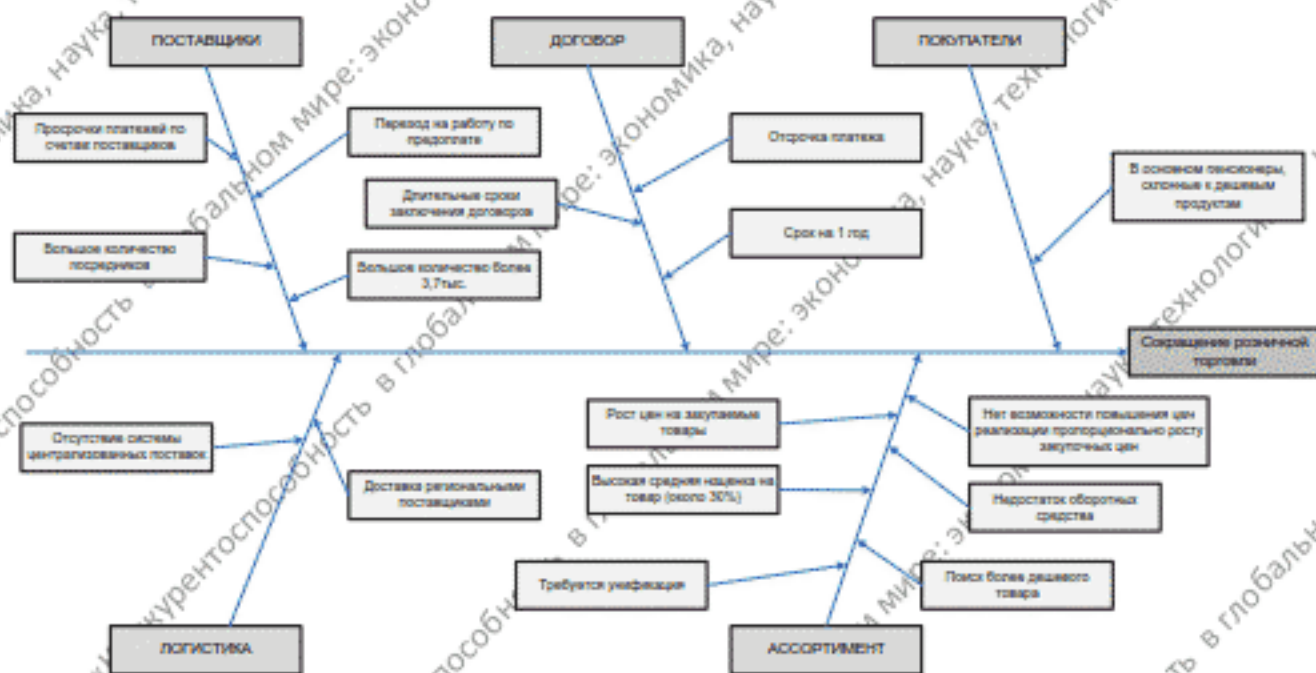 ПОСТАВЩИКИ
ДОГОВОР
ПОКУПАТЕЛИ
Просрочки платежей по
счетам поставщиков
Переход на работу по
предоплате
Отсрочка платежа
В основном пенсионеры,
склонные к дешевым
продуктам
Длительные сроки
заключения договоров
Большое количество
посредников
Срок на 1 год
Большое количество более
3,7тыс.
Сокращение розничной
торговли
Рост цен на закупаемые
товары
Нет возможности повышения цен
реализации пропорционально росту
закупочных цен
Отсутствие системы
централизованных поставок
Доставка региональными
поставщиками
Высокая средняя наценка на
товар (около 30%)
Недостаток оборотных
средства
Требуется унификация
Поиск более дешевого
товара
ЛОГИСТИКА
АССОРТИМЕНТ